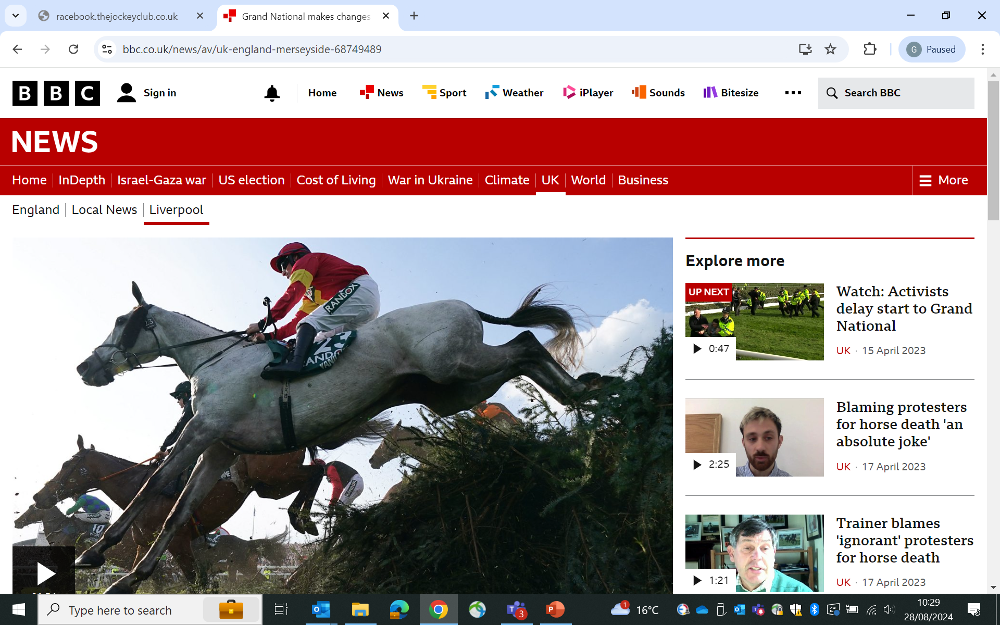 racebook.thejockeyclub.co.uk
Grand National makes changes
bbc.co.uk/news/av/uk-england-merseyside-68749489
G Paused
BBC
Sign in
Home
News
Sport
Weather
iPlayer
Sounds
Bitesize
Search BBC
NEWS
Home
InDepth
Israel-Gaza war
US election
Cost of Living
War in Ukraine
Climate
UK
World
Business
More
England
Local News
Liverpool
23
RANDOX
23
25
RANDOX
10
Explore more
UP NEXT
0:47
Watch: Activists
delay start to Grand
National
UK · 15 April 2023
2:25
Blaming protesters
for horse death 'an
absolute joke'
UK · 17 April 2023
1:21
Trainer blames
'ignorant' protesters
for horse death
UK · 17 April 2023
Type here to search
3
1
16°C
10:29
28/08/2024